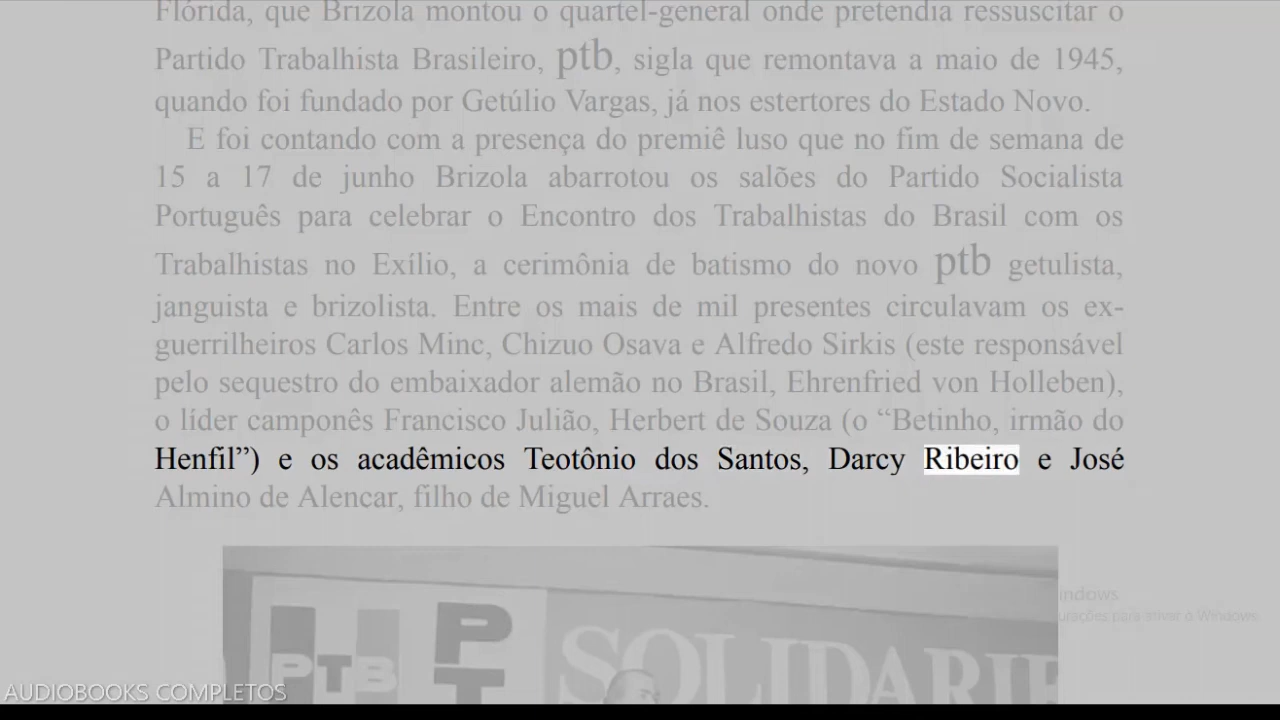 Flórida, que Brizola montou o quartel-general onde pretendia ressuscitar o
Partido Trabalhista Brasileiro, ptb, sigla que remontava a maio de 1945,
quando foi fundado por Getúlio Vargas, já nos estertores do Estado Novo.
E foi contando com a presença do premiê luso que no fim de semana de
15 a 17 de junho Brizola abarrotou os salões do Partido Socialista
Português para celebrar o Encontro dos Trabalhistas do Brasil com os
Trabalhistas no Exílio, a cerimônia de batismo do novo ptb getulista,
janguista e brizolista. Entre os mais de mil presentes circulavam os ex-
guerrilheiros Carlos Minc, Chizuo Osava e Alfredo Sirkis (este responsável
pelo sequestro do embaixador alemão no Brasil, Ehrenfried von Holleben),
o líder camponês Francisco Julião, Herbert de Souza (o “Betinho, irmão do
Henfil”) e os acadêmicos Teotônio dos Santos, Darcy Ribeiro e José
Almino de Alencar, filho de Miguel Arraes.
indows
urações para ativar o Windows.
P
T
SOLIDARIE
PTB
AUDIOBOOKS COMPLETOS